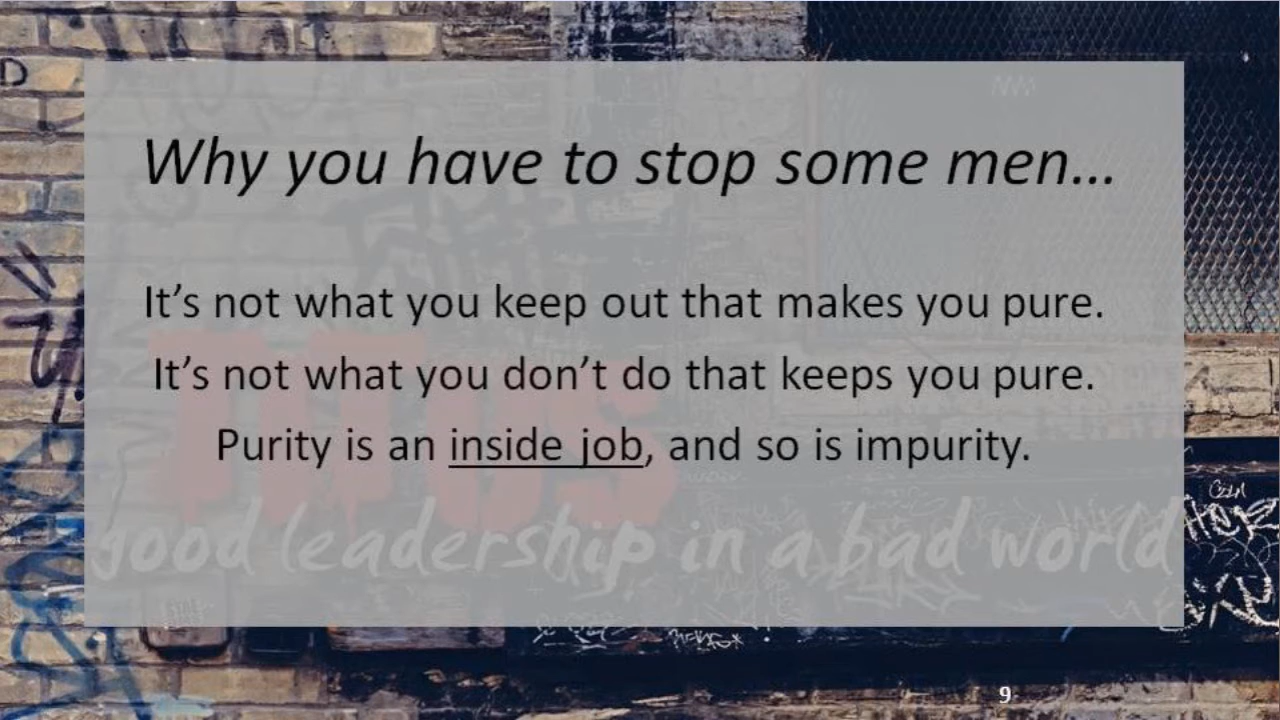 Why you have to stop some men...
It's not what you keep out that makes you pure.
It's not what you don't do that keeps you pure.
Purity is an inside job, and so is impurity.
TITUS
good leadership in a bad world
9